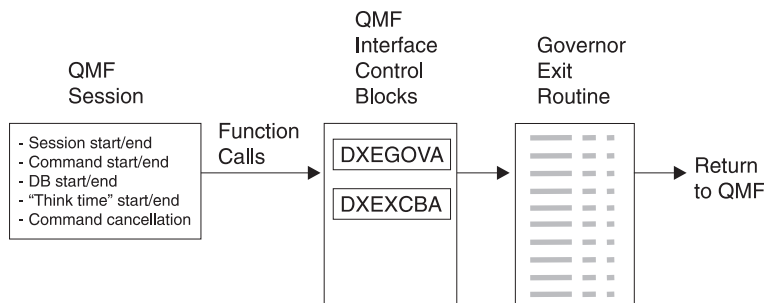 QMF
Session
- Session start/end
- Command start/end
- DB start/end
- “Think time” start/end
- Command cancellation
Function
Calls
QMF
Interface
Control
Blocks
DXEGOVA
DXEXCBA
Governor
Exit
Routine
Return
to QMF